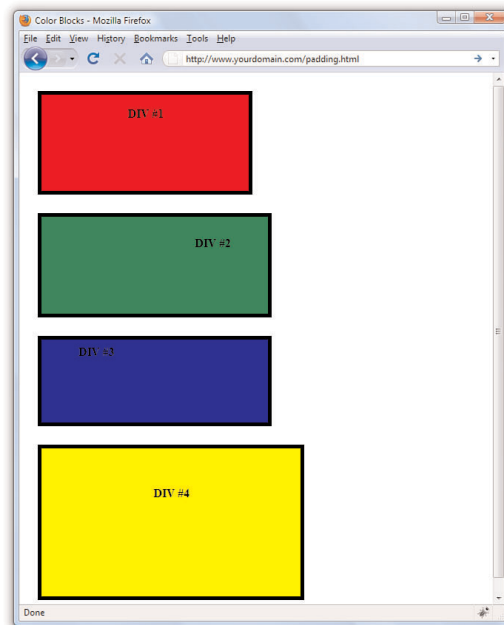 Color Blocks - Mozilla Firefox
File Edit View History Bookmarks Tools Help
http://www.yourdomain.com/padding.html
DIV #1
DIV #2
DIV #3
DIV #4
Done